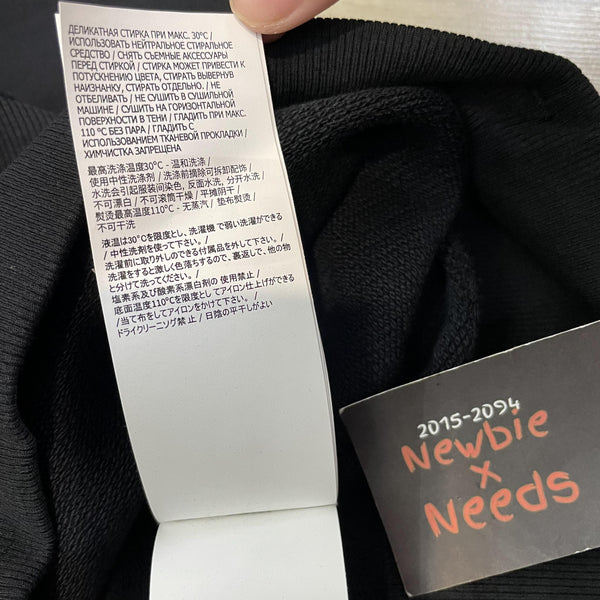 ДЕЛИКАТНАЯ СТИРКА ПРИ МАКС. 30°C /
ИСПОЛЬЗОВАТЬ НЕЙТРАЛЬНОЕ СТИРАЛЬНОЕ
СРЕДСТВО / СНЯТЬ СЪЕМНЫЕ АКСЕССУАРЫ
ПЕРЕД СТИРКОЙ / СТИРКА МОЖЕТ ПРИВЕСТИ К
ПОТУСКНЕНИЮ ЦВЕТА, СТИРАТЬ ВЫВЕРНУВ
НАИЗНАНКУ, СТИРАТЬ ОТДЕЛЬНО. / НЕ
ОТБЕЛИВАТЬ / НЕ СУШИТЬ В СУШИЛЬНОЙ
МАШИНЕ / СУШИТЬ НА ГОРИЗОНТАЛЬНОЙ
ПОВЕРХНОСТИ В ТЕНИ / ГЛАДИТЬ ПРИ МАКС.
110 °C БЕЗ ПАРА / ГЛАДИТЬ С
ИСПОЛЬЗОВАНИЕМ ТКАНЕВОЙ ПРОКЛАДКИ /
ХИМЧИСТКА ЗАПРЕЩЕНА
最高洗涤温度30°C - 温和洗涤 /
使用中性洗涤剂 / 洗涤前摘除可拆卸配饰 /
水洗会引起服装间染色, 反面水洗, 分开水洗 /
不可漂白 / 不可滚筒干燥 / 平摊阴干 /
熨烫最高温度110°C - 无蒸汽 / 垫布熨烫 /
不可干洗
液温は30°Cを限度とし、洗濯機 で弱い洗濯ができる
/ 中性洗剤を使って下さい。 /
洗濯前に取り外しのできる付属品を外して下さい。 /
洗濯をすると激しく色落ちするので、裏返しで、他の物
と分けて洗ってください。 /
塩素系及び酸素系漂白剤の 使用禁止 /
底面温度110°Cを限度としてアイロン仕上げができる
/ 当て布をしてアイロンをかけて下さい。 /
ドライクリーニング禁 止 / 日陰の平干しがよい
2015-2094
Newbie
x
Needs